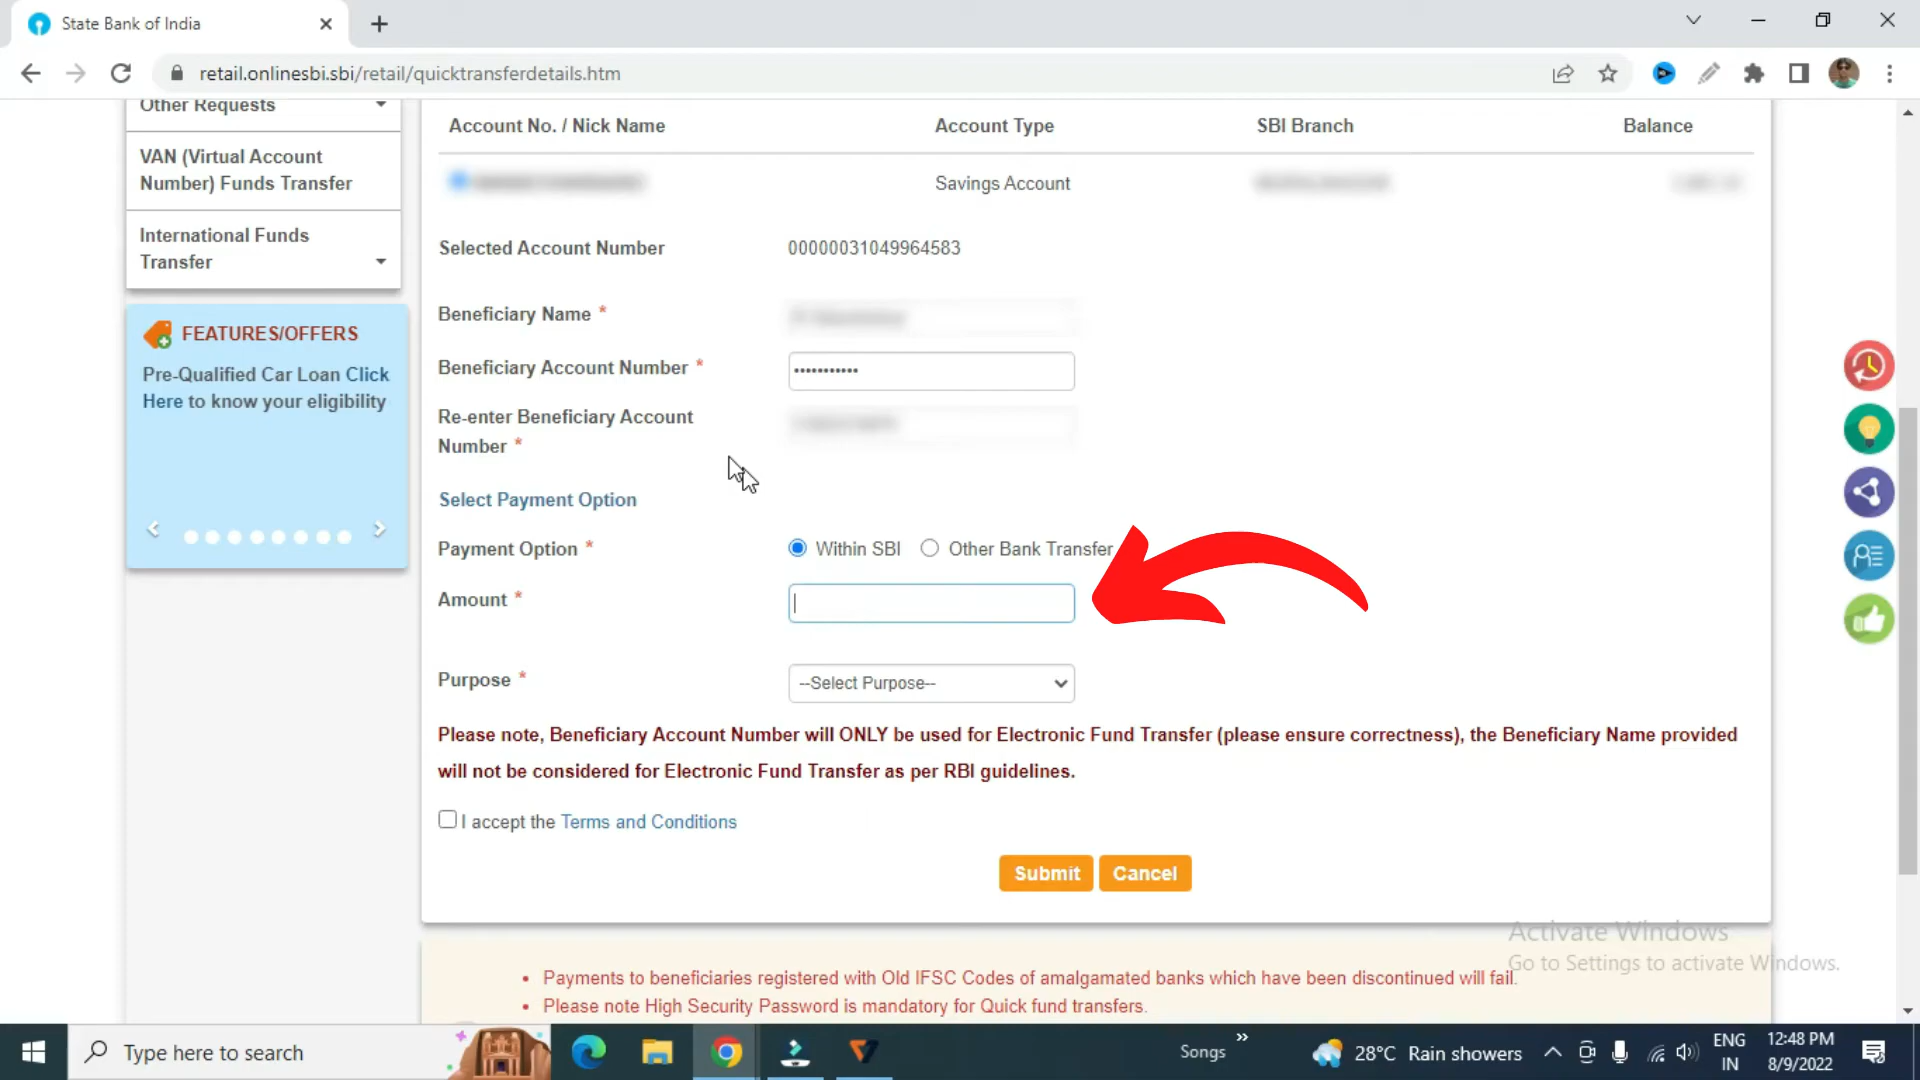 State Bank of India
retail.onlinesbi.sbi/retail/quicktransferdetails.htm
Other Requests
VAN (Virtual Account
Number) Funds Transfer
International Funds
Transfer
FEATURES/OFFERS
Pre-Qualified Car Loan Click
Here to know your eligibility
Account No. / Nick Name Account Type SBI Branch Balance
Savings Account
Selected Account Number 00000031049964583
Beneficiary Name *
Beneficiary Account Number *
Re-enter Beneficiary Account
Number *
Select Payment Option
Payment Option * Within SBI Other Bank Transfer
Amount *
Purpose * --Select Purpose--
Please note, Beneficiary Account Number will ONLY be used for Electronic Fund Transfer (please ensure correctness), the Beneficiary Name provided
will not be considered for Electronic Fund Transfer as per RBI guidelines.
I accept the Terms and Conditions
Submit Cancel
Activate Windows
Go to Settings to activate Windows.
• Payments to beneficiaries registered with Old IFSC Codes of amalgamated banks which have been discontinued will fail.
• Please note High Security Password is mandatory for Quick fund transfers.
Type here to search
Songs
28°C Rain showers
ENG
IN
12:48 PM
8/9/2022